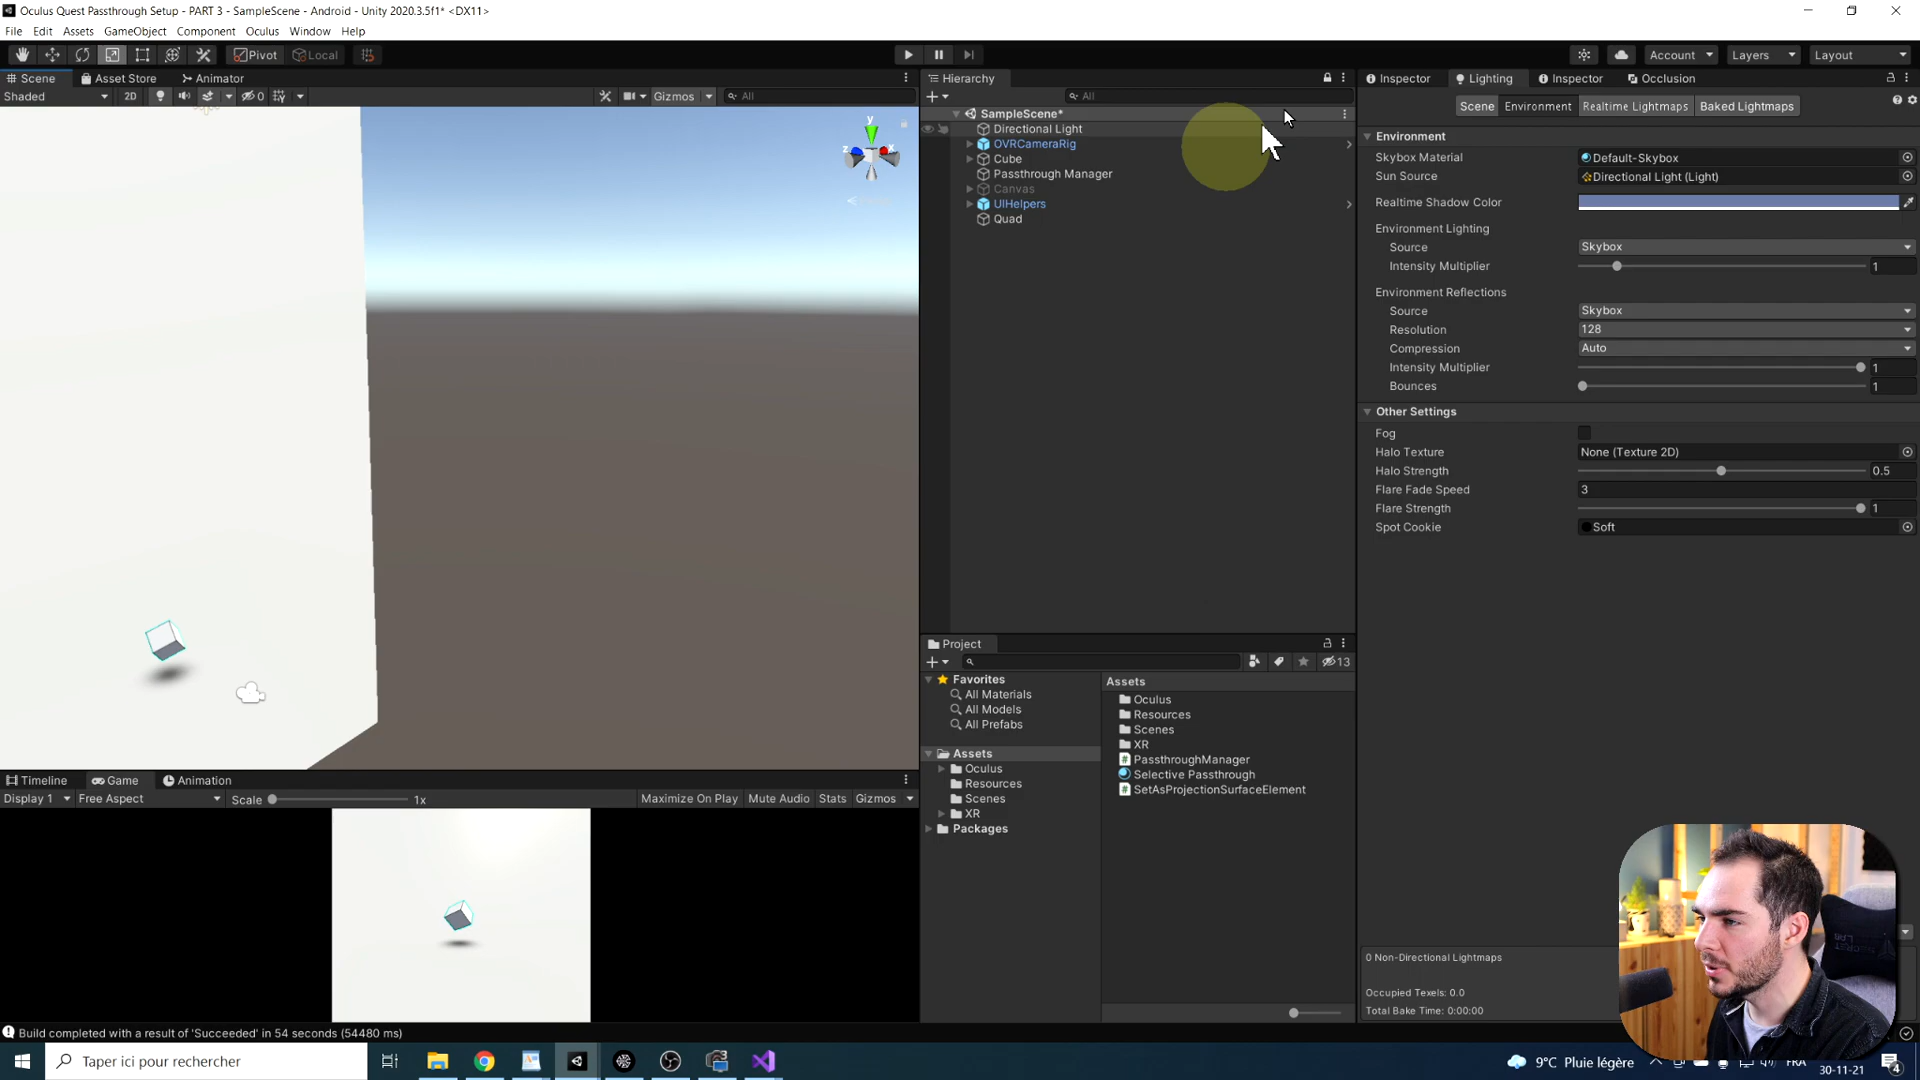 Oculus Quest Passthrough Setup - PART 3 - SampleScene - Android - Unity 2020.3.5f1* <DX11>
File Edit Assets GameObject Component Oculus Window Help
Pivot Local Account Layers Layout
Scene Asset Store Animator
Shaded 2D 0 Gizmos All
Hierarchy
All
SampleScene*
Directional Light
OVRCameraRig
Cube
Passthrough Manager
Canvas
UIHelpers
Quad
y
z x
Inspector Lighting Inspector Occlusion
Scene Environment Realtime Lightmaps Baked Lightmaps
Environment
Skybox Material Default-Skybox
Sun Source Directional Light (Light)
Realtime Shadow Color
Environment Lighting
Source Skybox
Intensity Multiplier 1
Environment Reflections
Source Skybox
Resolution 128
Compression Auto
Intensity Multiplier 1
Bounces 1
Other Settings
Fog
Halo Texture None (Texture 2D)
Halo Strength 0.5
Flare Fade Speed 3
Flare Strength 1
Spot Cookie Soft
0 Non-Directional Lightmaps
Occupied Texels: 0.0
Total Bake Time: 0:00:00
Project
13
Favorites
All Materials
All Models
All Prefabs
Assets
Oculus
Resources
Scenes
XR
Packages
Assets
Oculus
Resources
Scenes
XR
PassthroughManager
Selective Passthrough
SetAsProjectionSurfaceElement
Timeline Game Animation
Display 1 Free Aspect Scale 1x Maximize On Play Mute Audio Stats Gizmos
Build completed with a result of 'Succeeded' in 54 seconds (54480 ms)
Taper ici pour rechercher
9°C Pluie légère
FRA
30-11-21
4